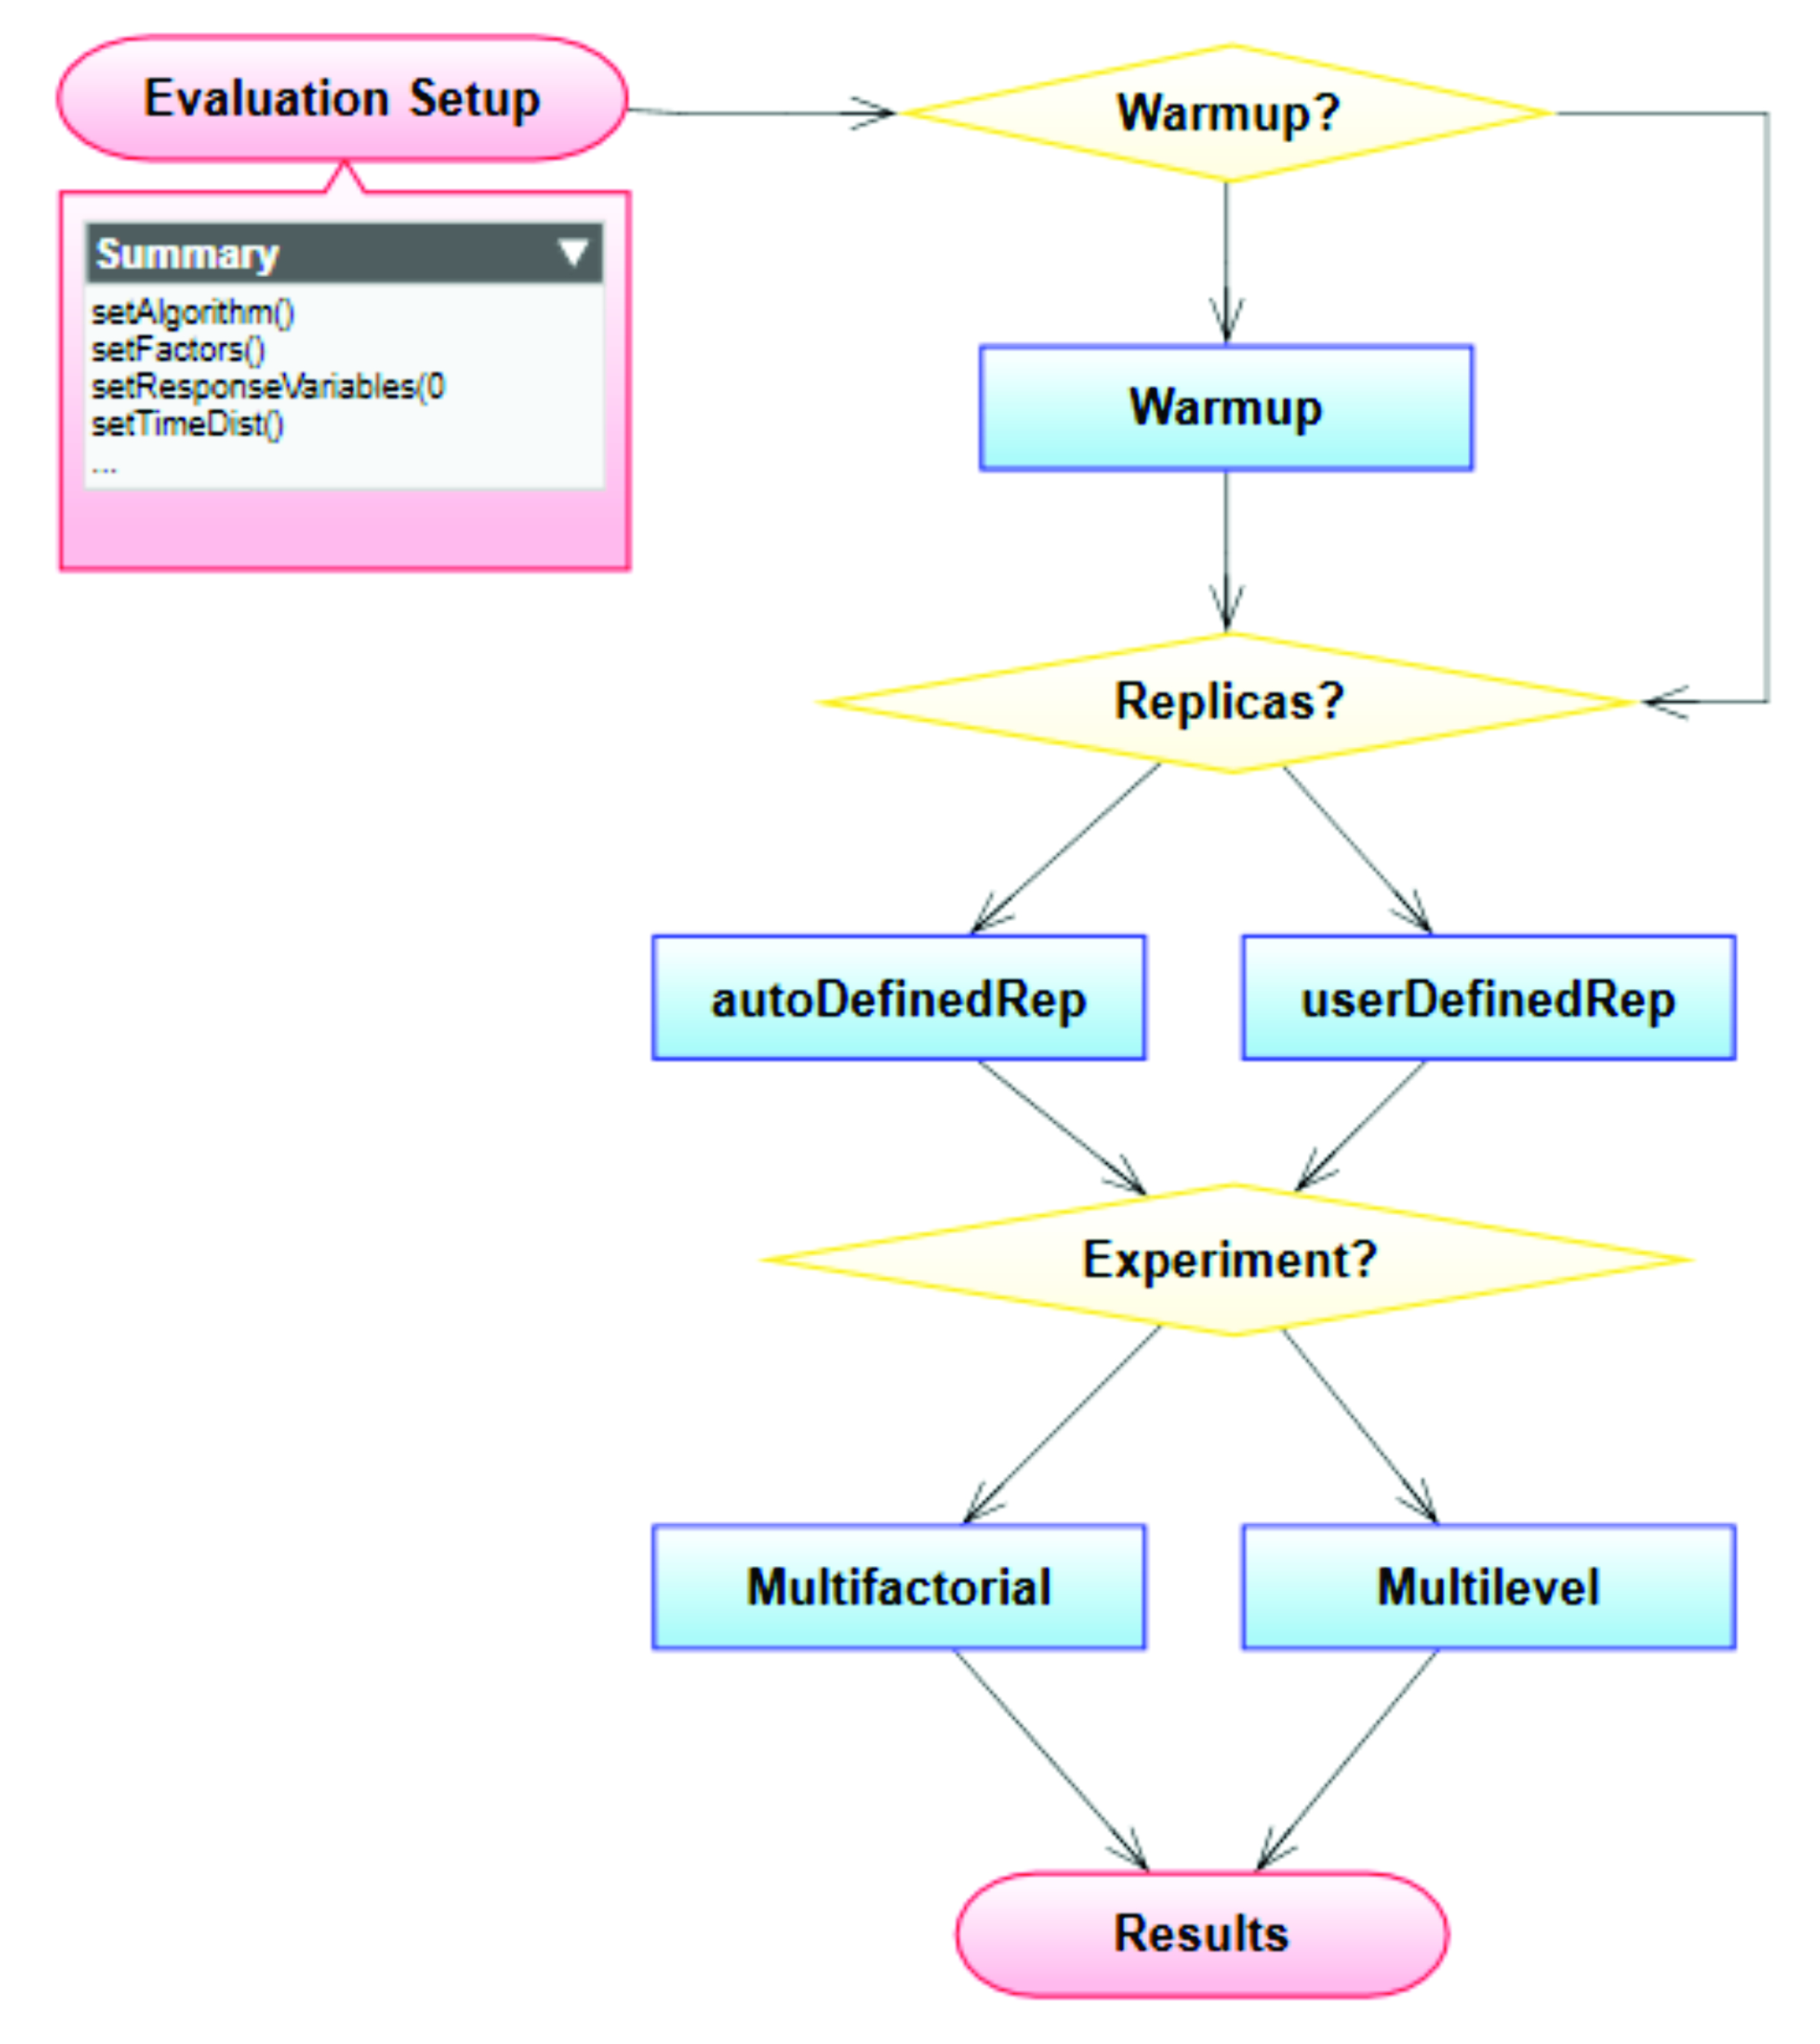 Evaluation Setup
Summary
setAlgorithm()
setFactors()
setResponseVariables(0
setTimeDist()
...
Warmup?
Warmup
Replicas?
autoDefinedRep
userDefinedRep
Experiment?
Multifactorial
Multilevel
Results